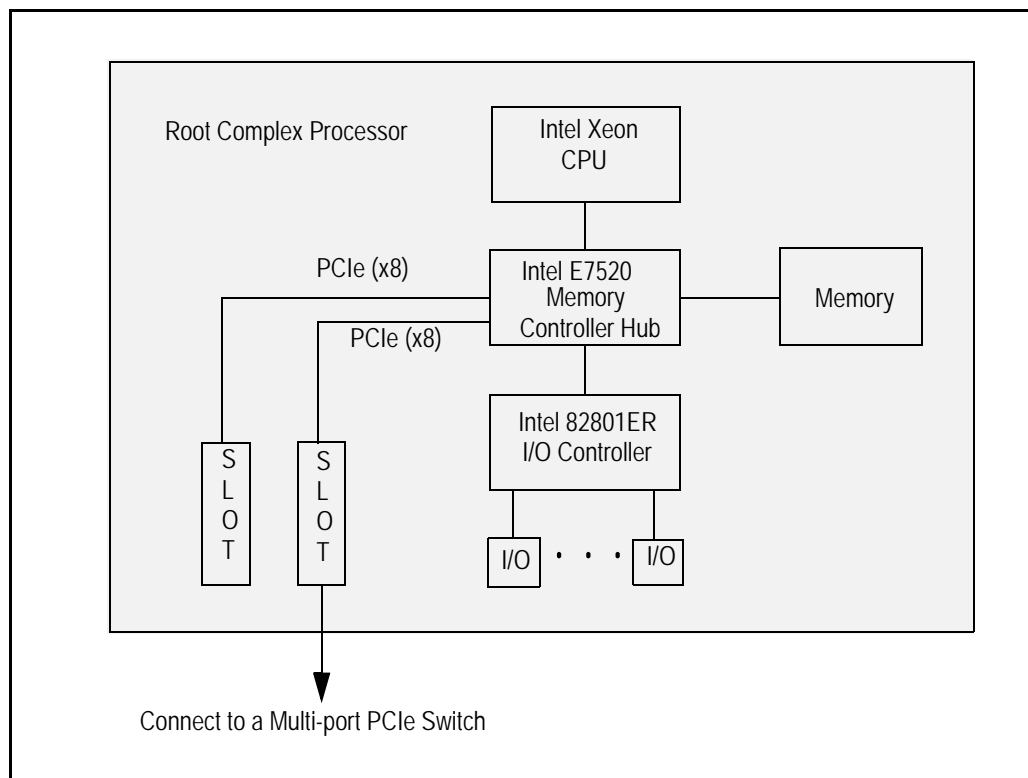 Root Complex Processor
Intel Xeon
CPU
PCIe (x8)
Intel E7520
Memory
Controller Hub
Memory
PCIe (x8)
Intel 82801ER
I/O Controller
S
L
O
T
S
L
O
T
I/O
I/O
Connect to a Multi-port PCIe Switch